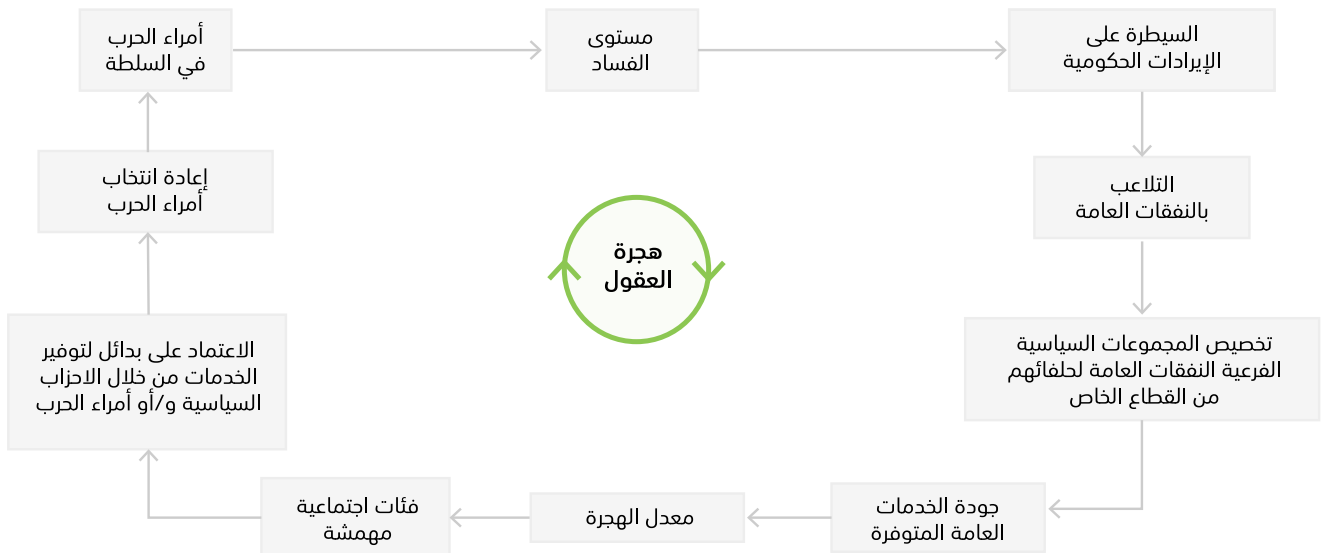 أمراء الحرب
في السلطة
مستوى
الفساد
السيطرة على
الإيرادات الحكومية
التلاعب
بالنفقات العامة
تخصيص المجموعات السياسية
الفرعية النفقات العامة لحلفائهم
من القطاع الخاص
جودة الخدمات
العامة المتوفرة
معدل الهجرة
فئات اجتماعية
مهمشة
الاعتماد على بدائل لتوفير
الخدمات من خلال الاحزاب
السياسية و/أو أمراء الحرب
إعادة انتخاب
أمراء الحرب
هجرة
العقول